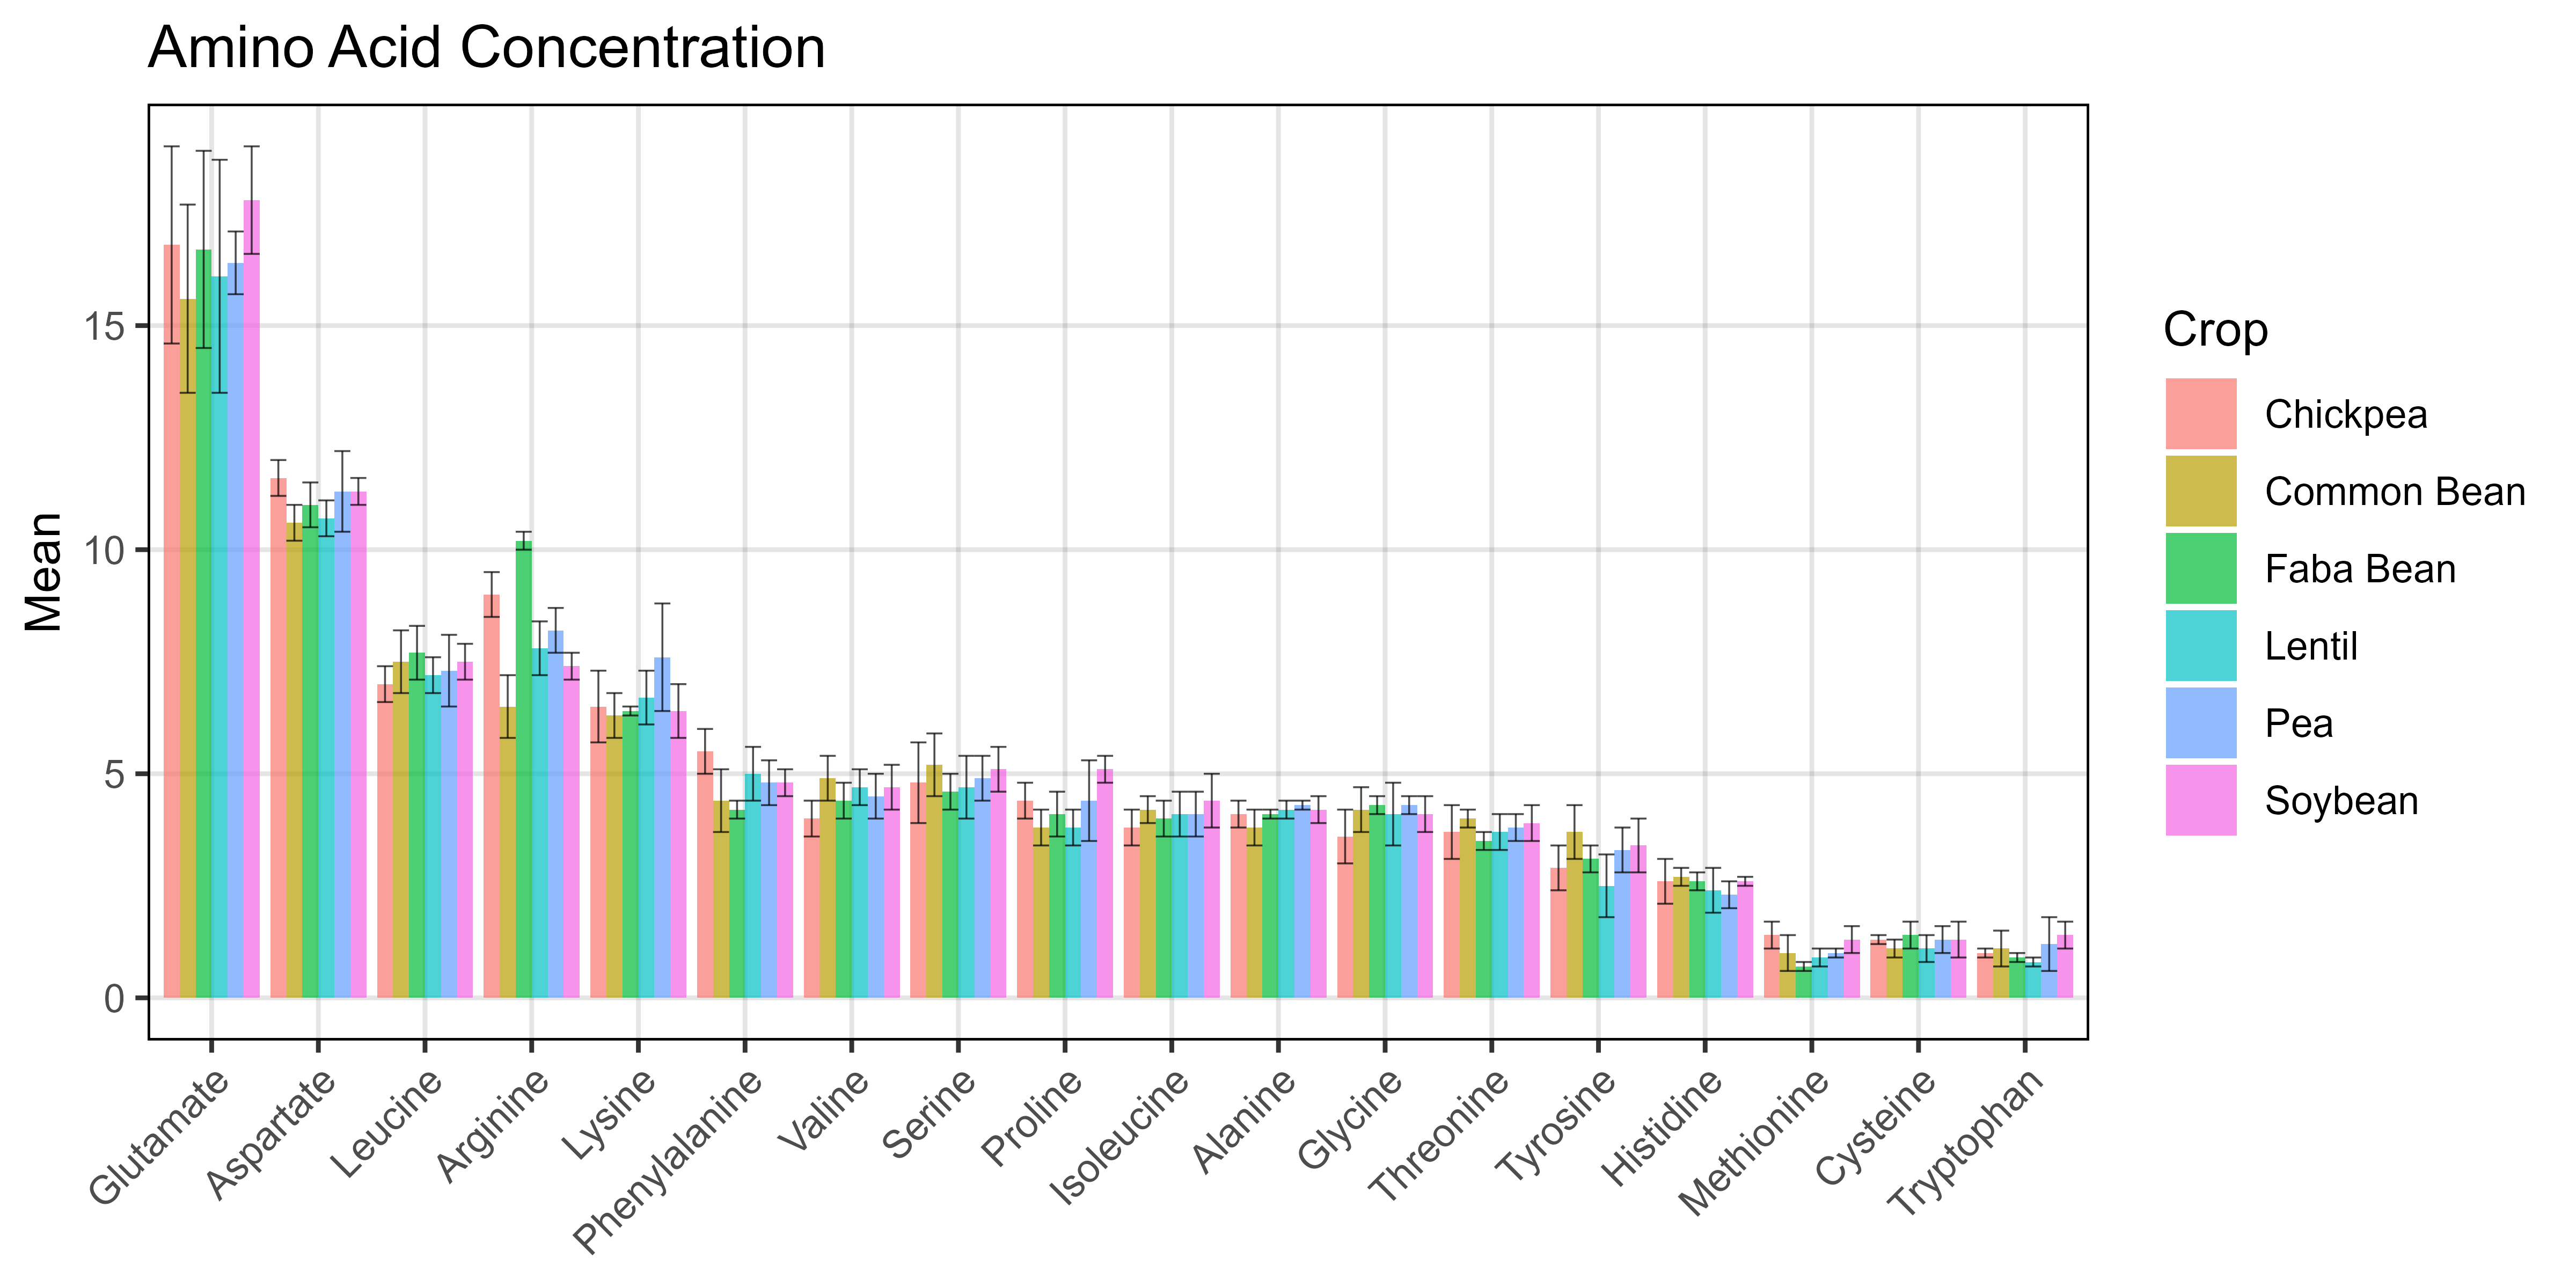 Amino Acid Concentration
Mean
15
10
5
0
Glutamate
Aspartate
Leucine
Arginine
Lysine
Phenylalanine
Valine
Serine
Proline
Isoleucine
Alanine
Glycine
Threonine
Tyrosine
Histidine
Methionine
Cysteine
Tryptophan
Crop
Chickpea
Common Bean
Faba Bean
Lentil
Pea
Soybean